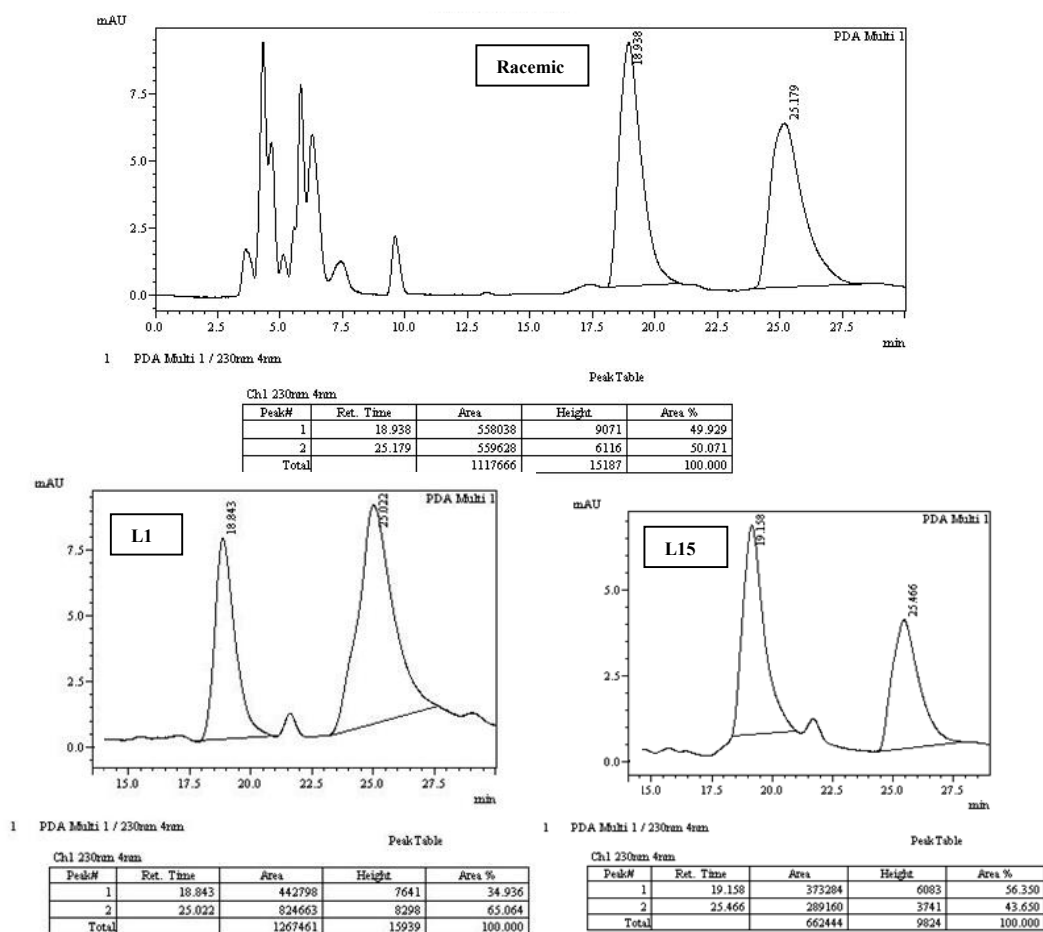 mAU
PDA Multi 1
Racemic
18.938
25.179
7.5
5.0
2.5
0.0
0.0 2.5 5.0 7.5 10.0 12.5 15.0 17.5 20.0 22.5 25.0 27.5
min
1 PDA Multi 1 / 230nm 4nm
Peak Table
Ch1 230nm 4nm
Peak# Ret. Time Area Height Area %
1 18.938 558038 9071 49.929
2 25.179 559628 6116 50.071
Total 1117666 15187 100.000
mAU
PDA Multi 1
L1
18.843
25.022
7.5
5.0
2.5
0.0
15.0 17.5 20.0 22.5 25.0 27.5
min
1 PDA Multi 1 / 230nm 4nm
Peak Table
Ch1 230nm 4nm
Peak# Ret. Time Area Height Area %
1 18.843 442798 7641 34.936
2 25.022 824663 8298 65.064
Total 1267461 15939 100.000
mAU
PDA Multi 1
L15
19.158
25.466
5.0
2.5
0.0
15.0 17.5 20.0 22.5 25.0 27.5
min
1 PDA Multi 1 / 230nm 4nm
Peak Table
Ch1 230nm 4nm
Peak# Ret. Time Area Height Area %
1 19.158 373284 6083 56.350
2 25.466 289160 3741 43.650
Total 662444 9824 100.000